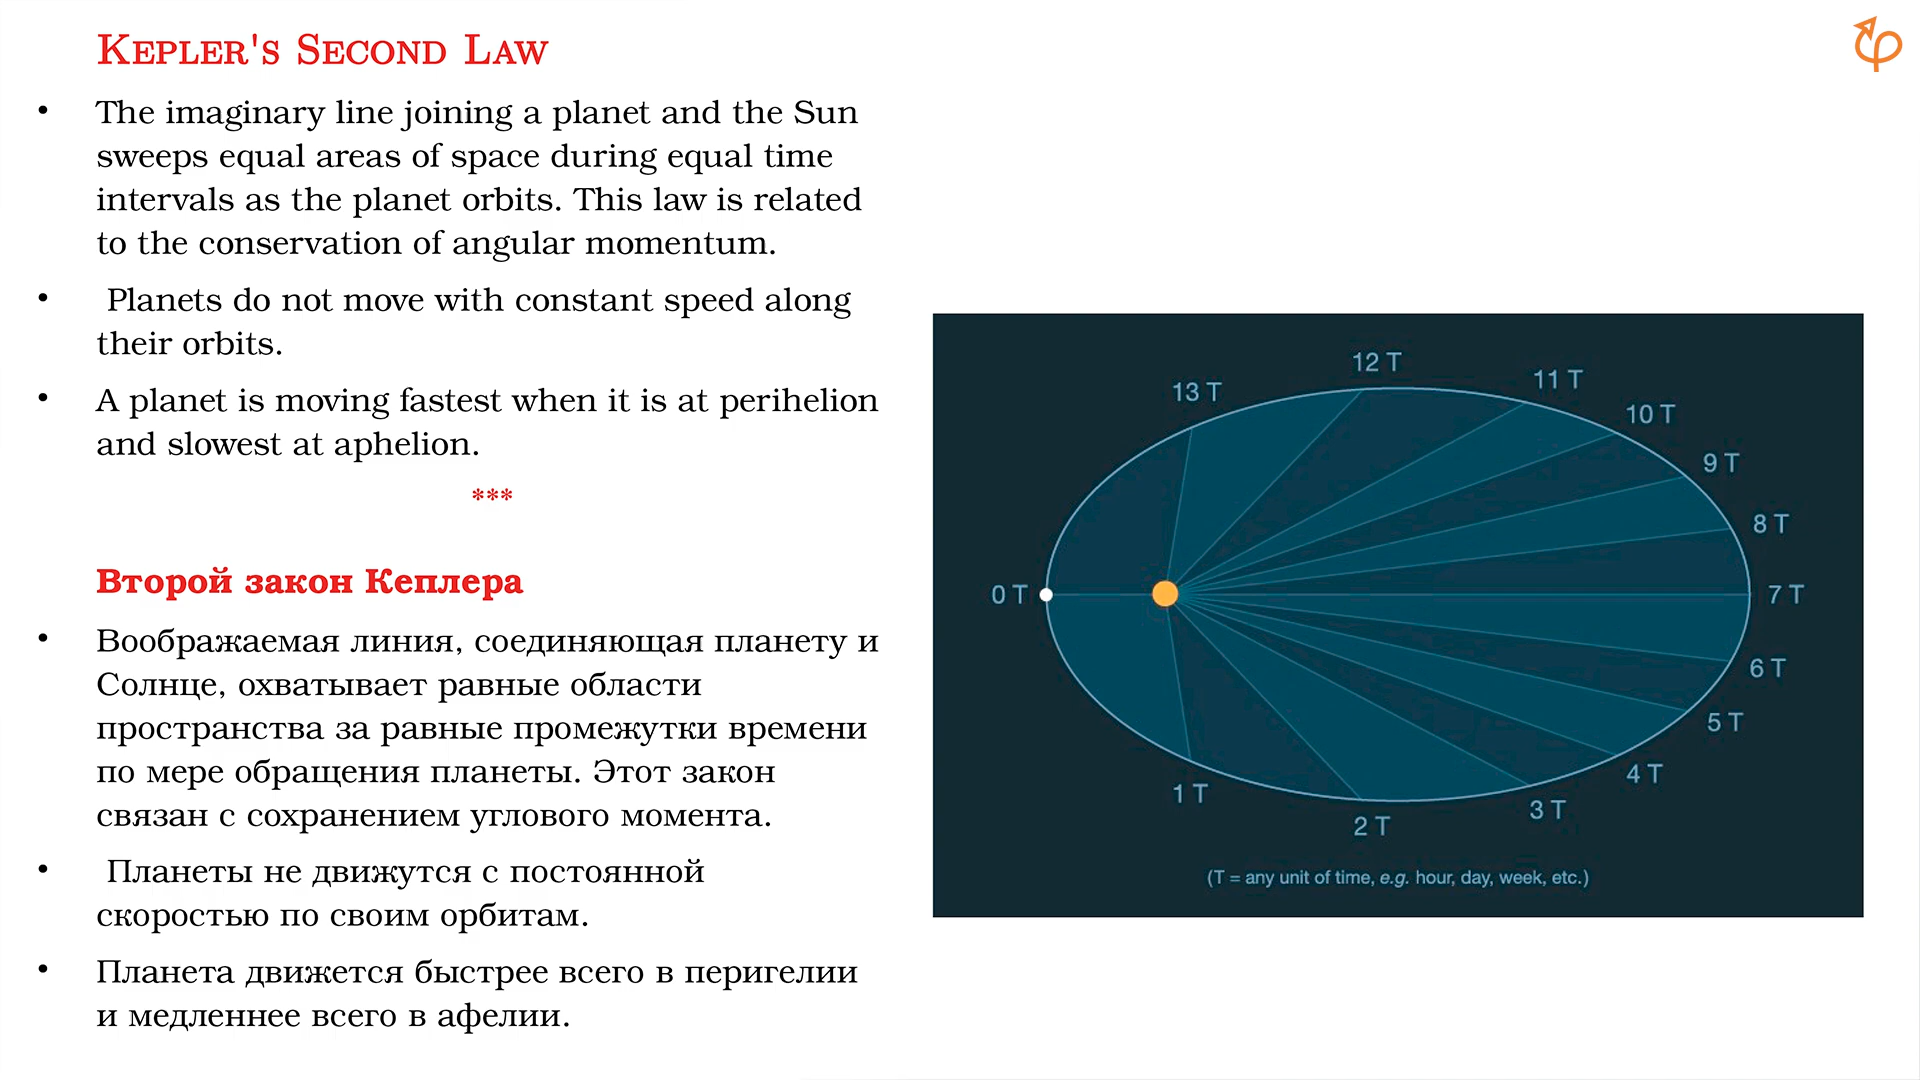 Kepler's Second Law
• The imaginary line joining a planet and the Sun
sweeps equal areas of space during equal time
intervals as the planet orbits. This law is related
to the conservation of angular momentum.
• Planets do not move with constant speed along
their orbits.
• A planet is moving fastest when it is at perihelion
and slowest at aphelion.
***
Второй закон Кеплера
• Воображаемая линия, соединяющая планету и
Солнце, охватывает равные области
пространства за равные промежутки времени
по мере обращения планеты. Этот закон
связан с сохранением углового момента.
• Планеты не движутся с постоянной
скоростью по своим орбитам.
• Планета движется быстрее всего в перигелии
и медленнее всего в афелии.
0 T
1 T
2 T
3 T
4 T
5 T
6 T
7 T
8 T
9 T
10 T
11 T
12 T
13 T
(T = any unit of time, e.g. hour, day, week, etc.)